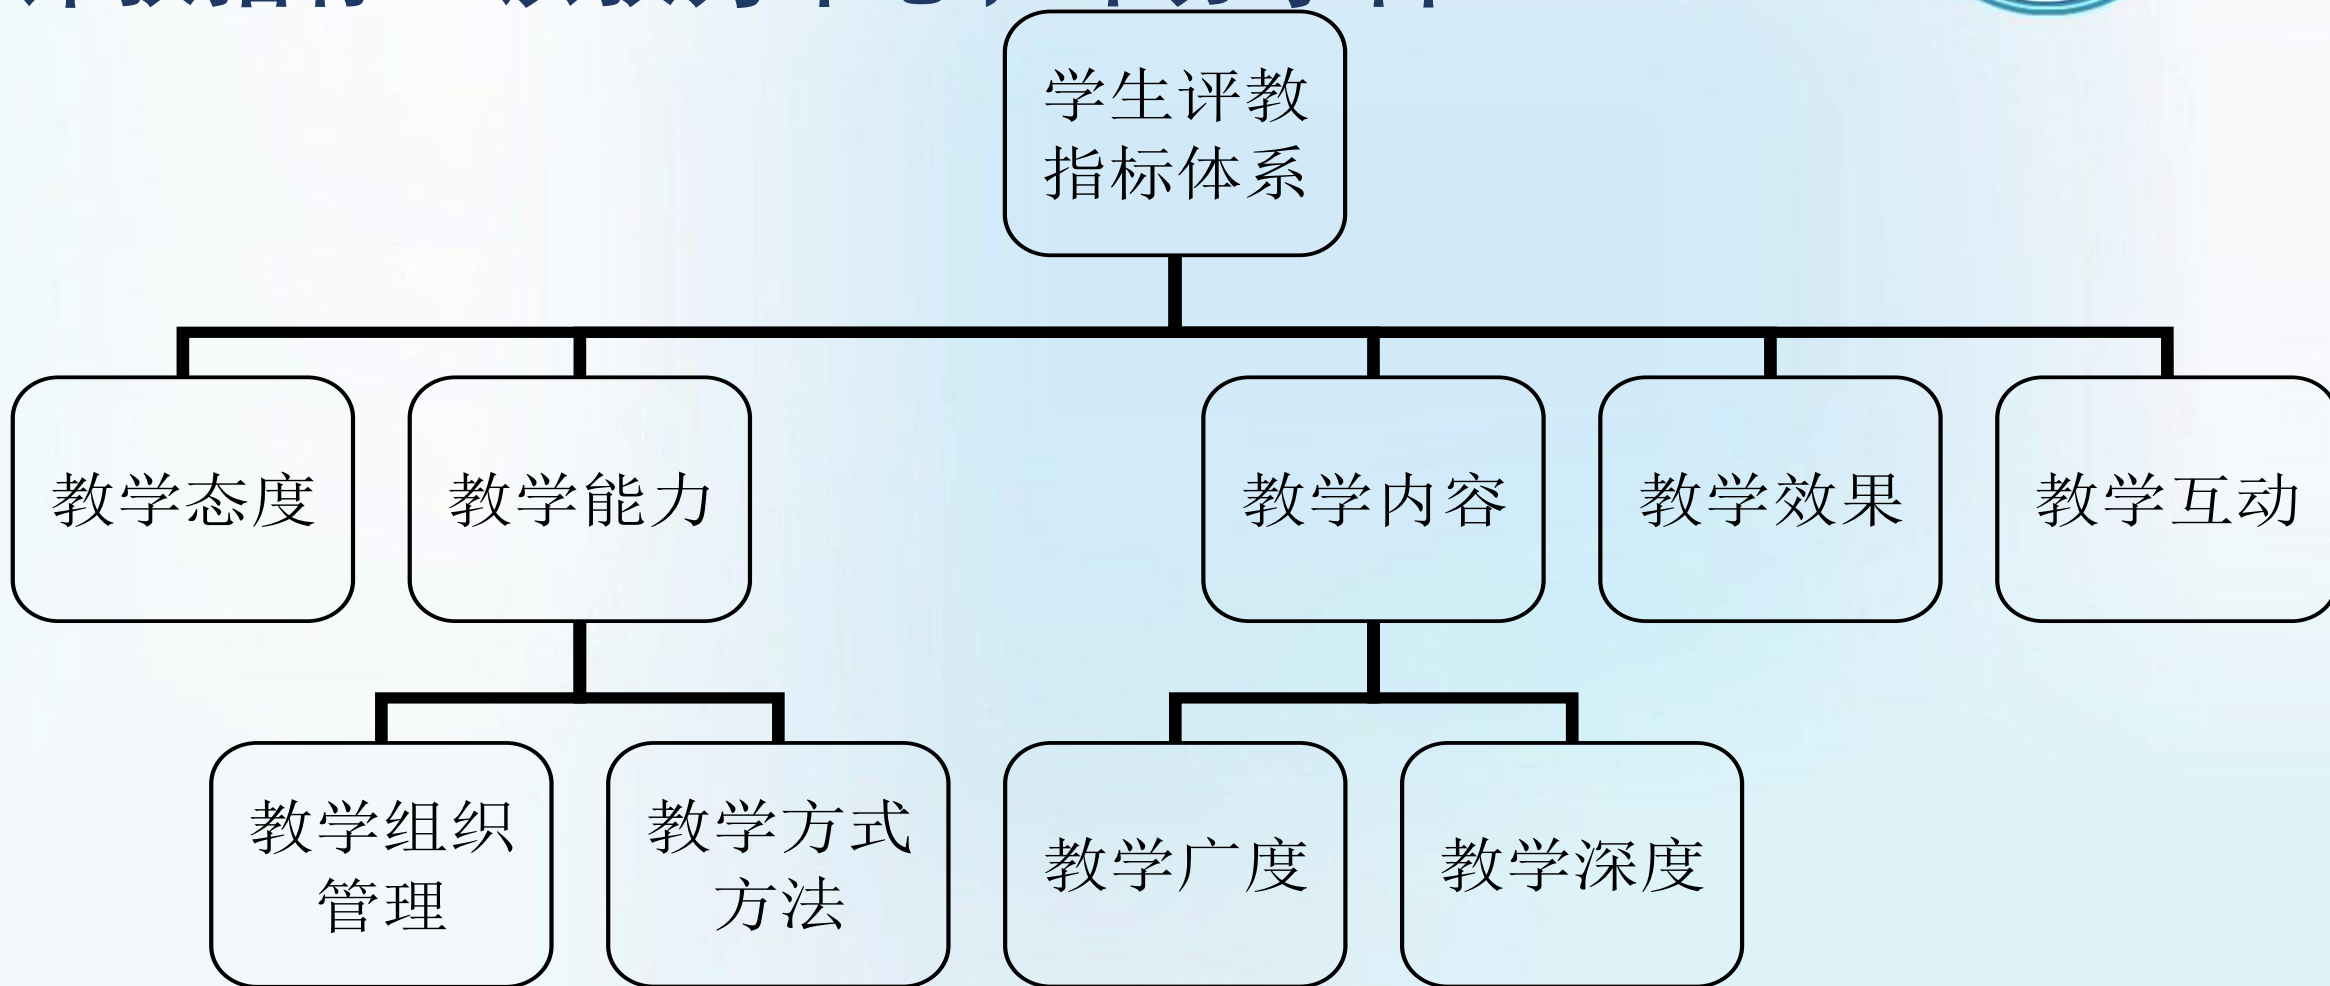 学生评教
指标体系
教学态度
教学能力
教学内容
教学效果
教学互动
教学组织
管理
教学方式
方法
教学广度
教学深度